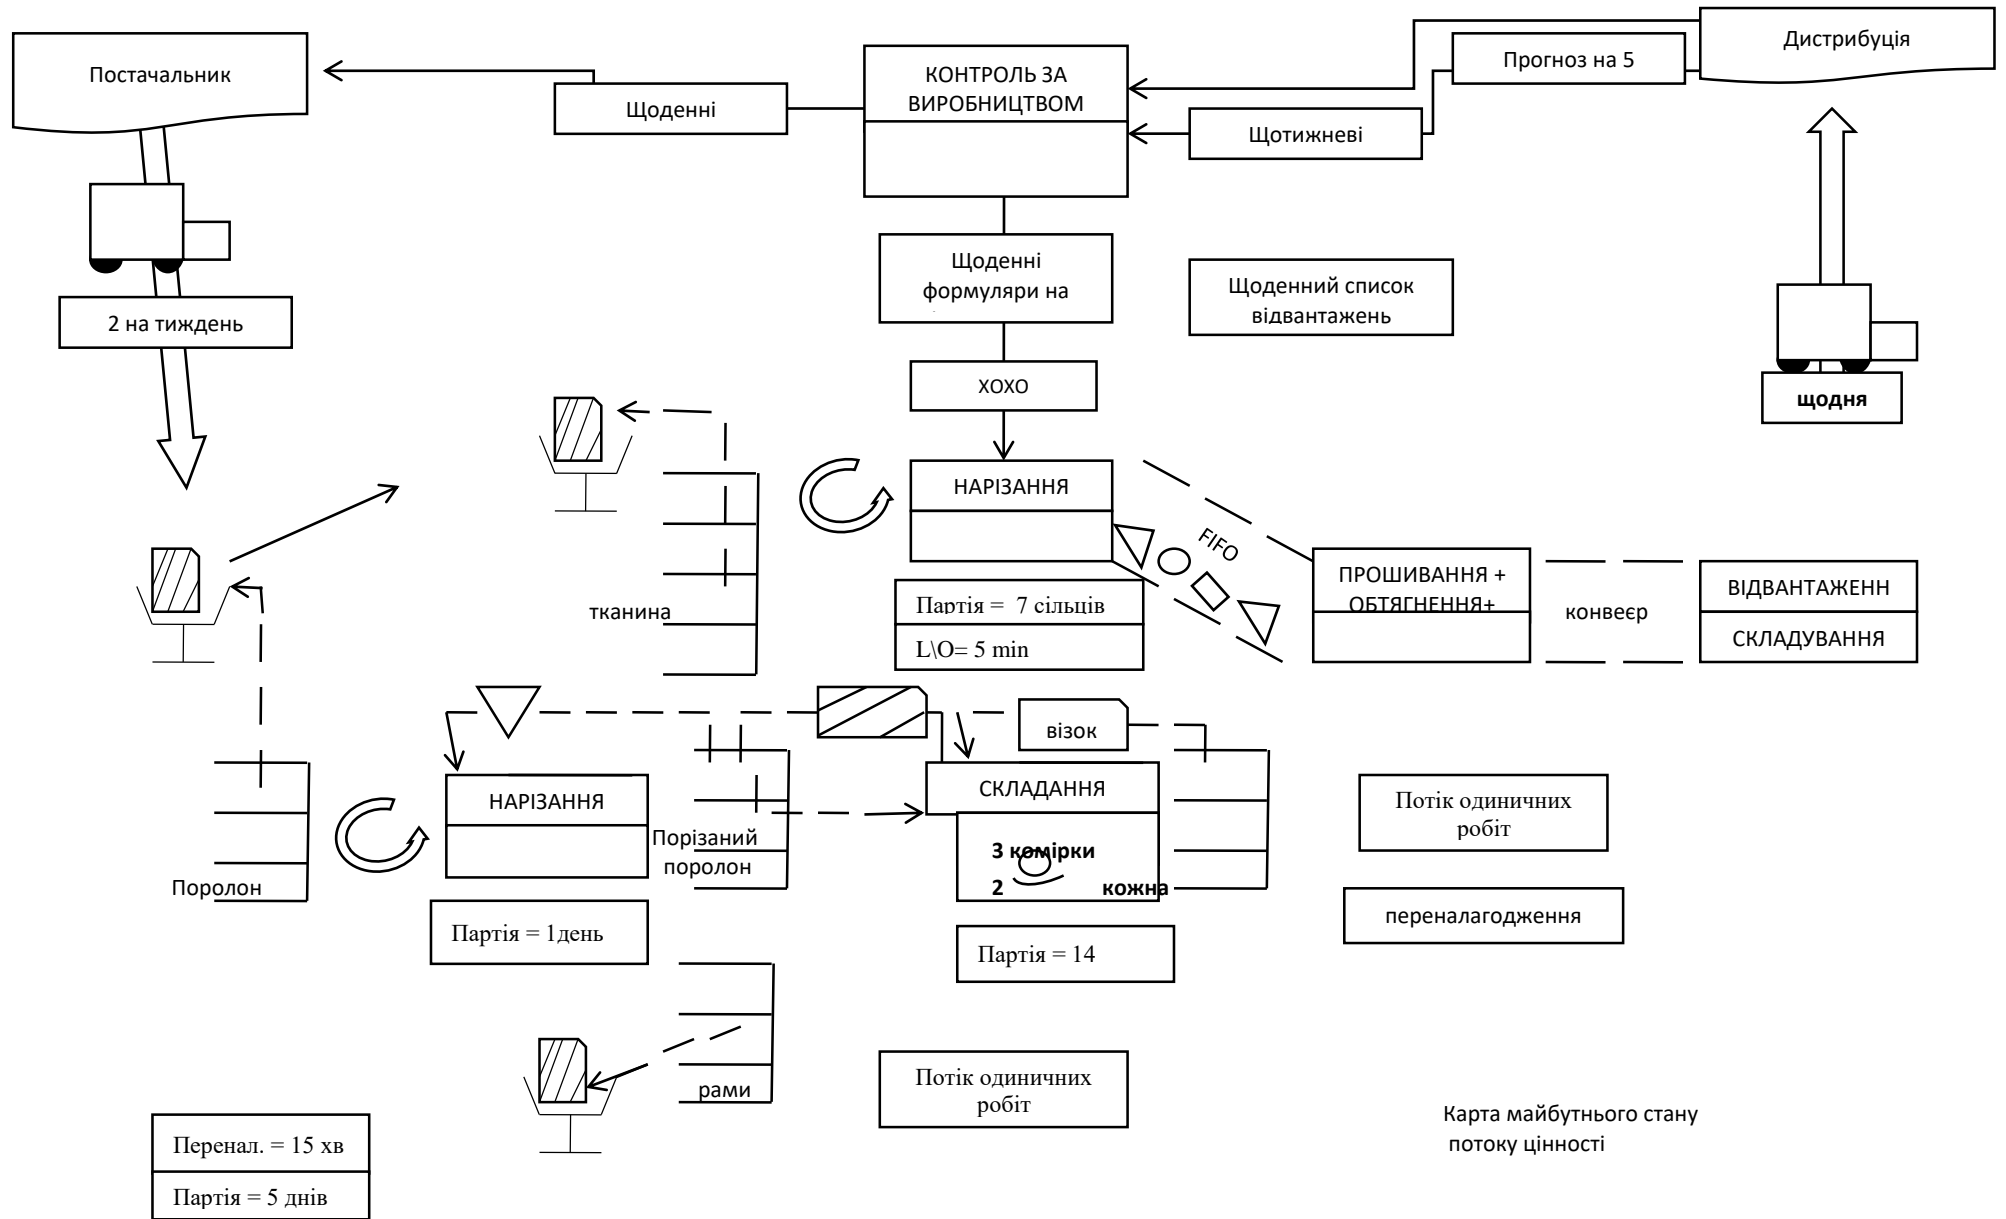 Дистрибуція
Прогноз на 5
Постачальник
КОНТРОЛЬ ЗА
ВИРОБНИЦТВОМ
Щоденні
Щотижневі
Щоденні
формуляри на
Щоденний список
відвантажень
2 на тиждень
ХОХО
щодня
НАРІЗАННЯ
FIFO
ПРОШИВАННЯ +
ОБТЯГНЕННЯ+
конвеєр
ВІДВАНТАЖЕНН
СКЛАДУВАННЯ
тканина
Партія = 7 сільців
L\O= 5 min
візок
НАРІЗАННЯ
СКЛАДАННЯ
Порізаний
поролон
3 комірки
2 кожна
Потік одиничних
робіт
Поролон
переналагодження
Партія = 1день
Партія = 14
рами
Потік одиничних
робіт
Карта майбутнього стану
потоку цінності
Перенал. = 15 хв
Партія = 5 днів